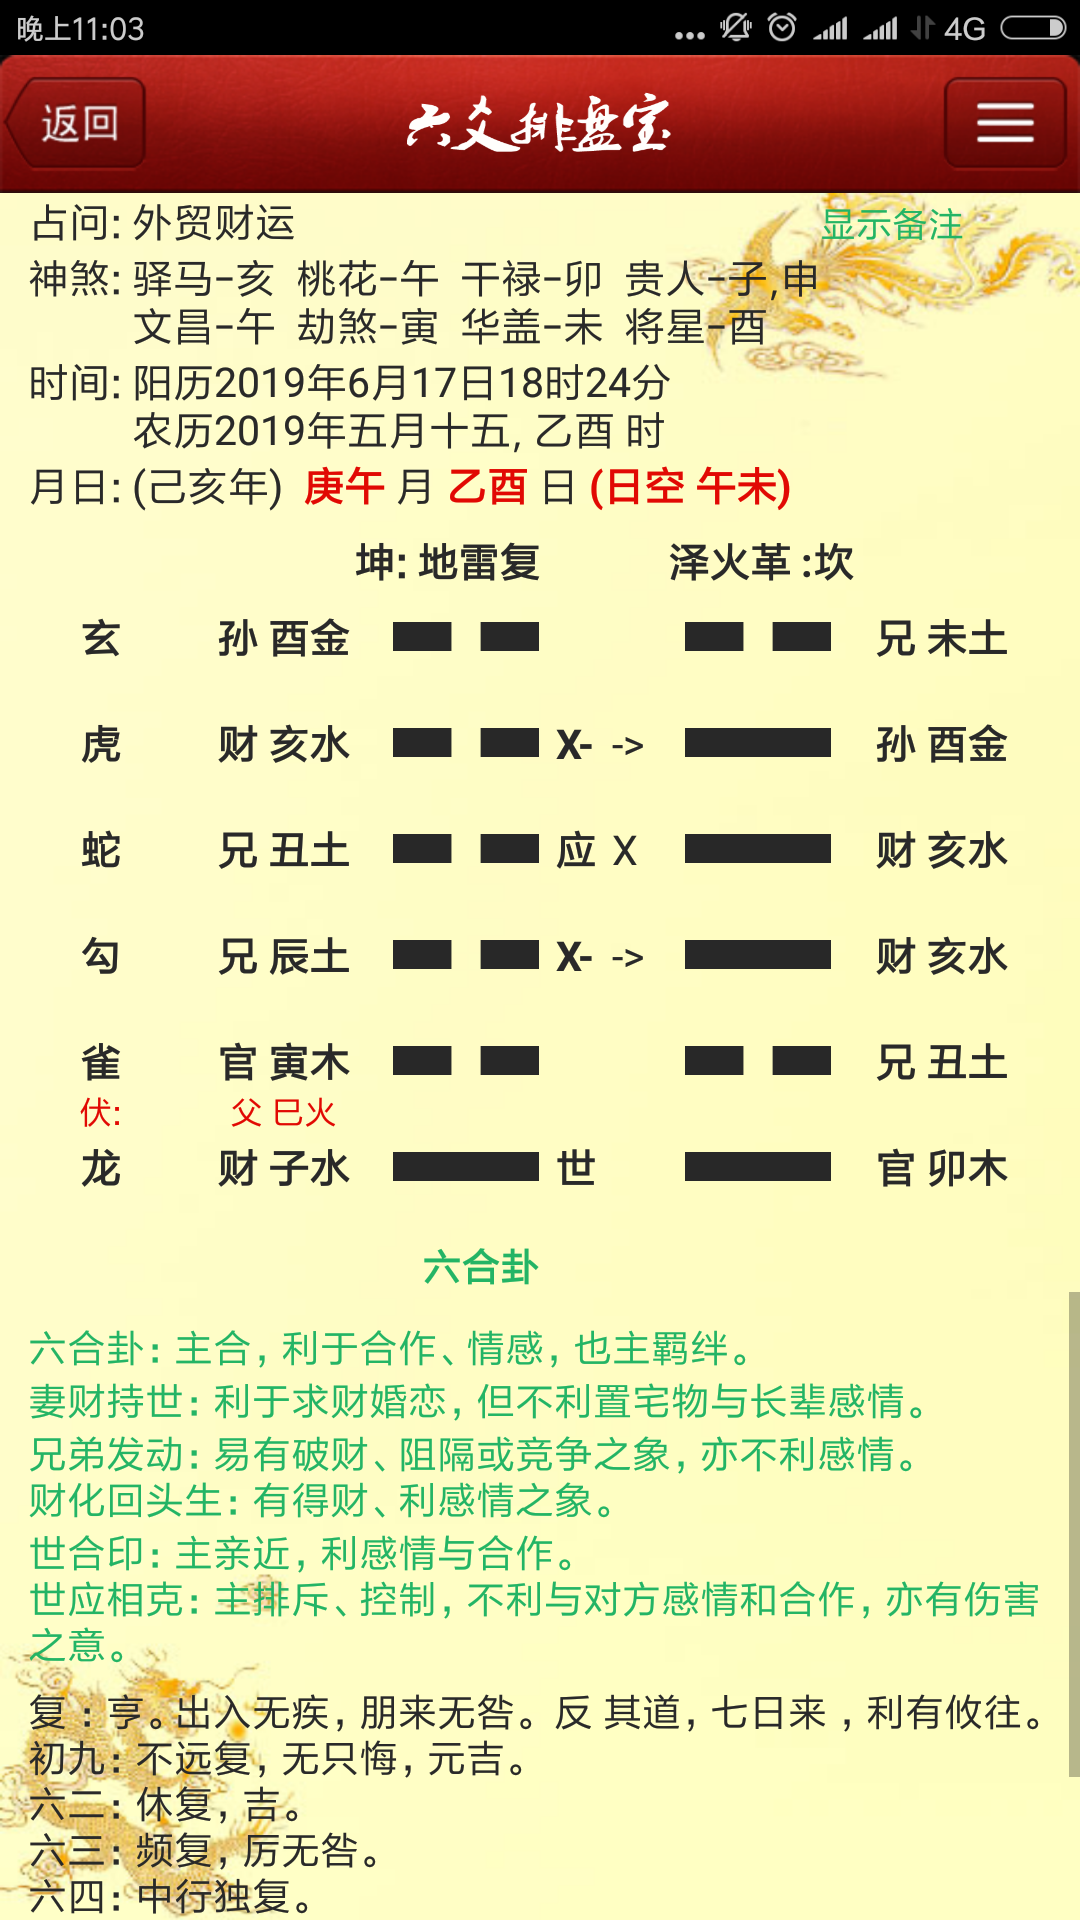 晚上11:03
... 4G
返回
六爻排盘宝
占问: 外贸财运
显示备注
神煞: 驿马-亥 桃花-午 干禄-卯 贵人-子,申
文昌-午 劫煞-寅 华盖-未 将星-酉
时间: 阳历2019年6月17日18时24分
农历2019年五月十五, 乙酉 时
月日: (己亥年) 庚午 月 乙酉 日 (日空 午未)
坤: 地雷复 泽火革 :坎
玄 孙 酉金 兄 未土
虎 财 亥水 X- -> 孙 酉金
蛇 兄 丑土 应 X 财 亥水
勾 兄 辰土 X- -> 财 亥水
雀 官 寅木 兄 丑土
伏: 父 巳火
龙 财 子水 世 官 卯木
六合卦
六合卦: 主合, 利于合作、情感, 也主羁绊。
妻财持世: 利于求财婚恋, 但不利置宅物与长辈感情。
兄弟发动: 易有破财、阻隔或竞争之象, 亦不利感情。
财化回头生: 有得财、利感情之象。
世合印: 主亲近, 利感情与合作。
世应相克: 主排斥、控制, 不利与对方感情和合作, 亦有伤害
之意。
复 : 亨。出入无疾, 朋来无咎。反 其道, 七日来 , 利有攸往。
初九: 不远复, 无只悔, 元吉。
六二: 休复, 吉。
六三: 频复, 厉无咎。
六四: 中行独复。